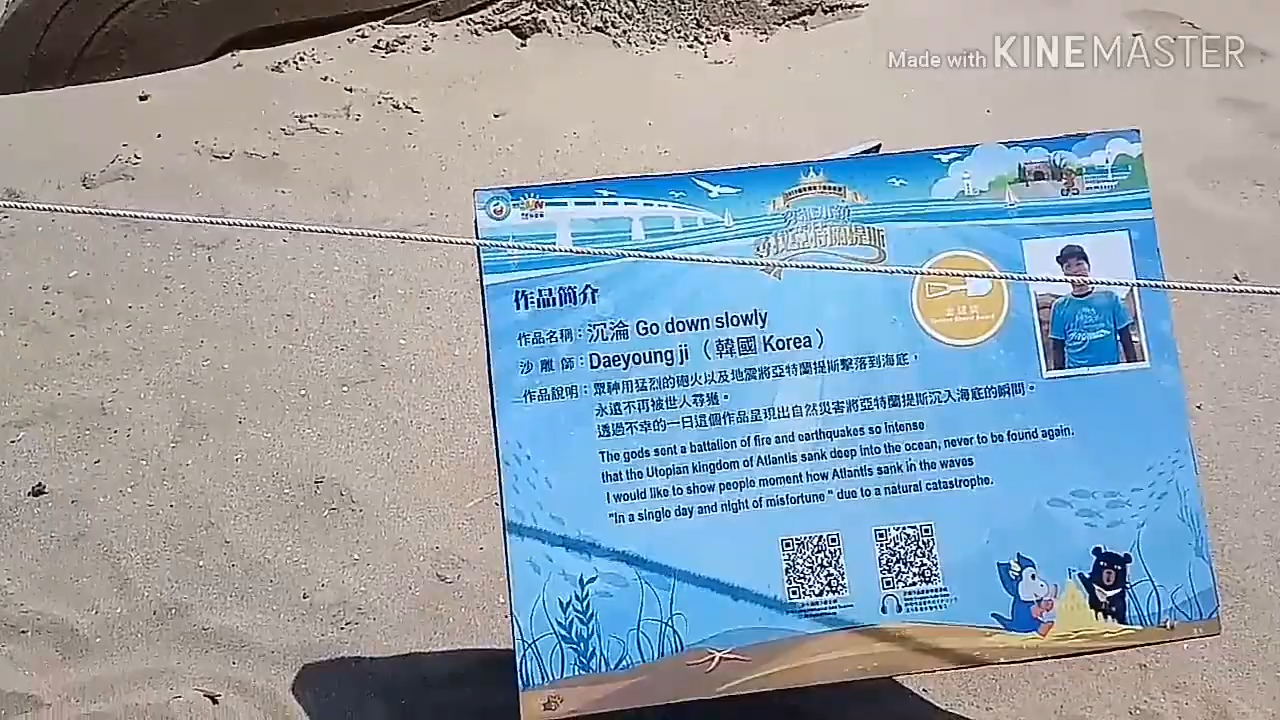 Made with KINEMASTER
作品簡介
作品名稱：沉淪 Go down slowly
沙雕師：Daeyoung ji（韓國 Korea）
作品說明：眾神用猛烈的砲火以及地震將亞特蘭提斯擊落到海底，
永遠不再被世人尋獲。
透過不幸的一日這個作品呈現出自然災害將亞特蘭提斯沉入海底的瞬間。
The gods sent a battalion of fire and earthquakes so intense
that the Utopian kingdom of Atlantis sank deep into the ocean, never to be found again.
I would like to show people moment how Atlantis sank in the waves
"In a single day and night of misfortune" due to a natural catastrophe.